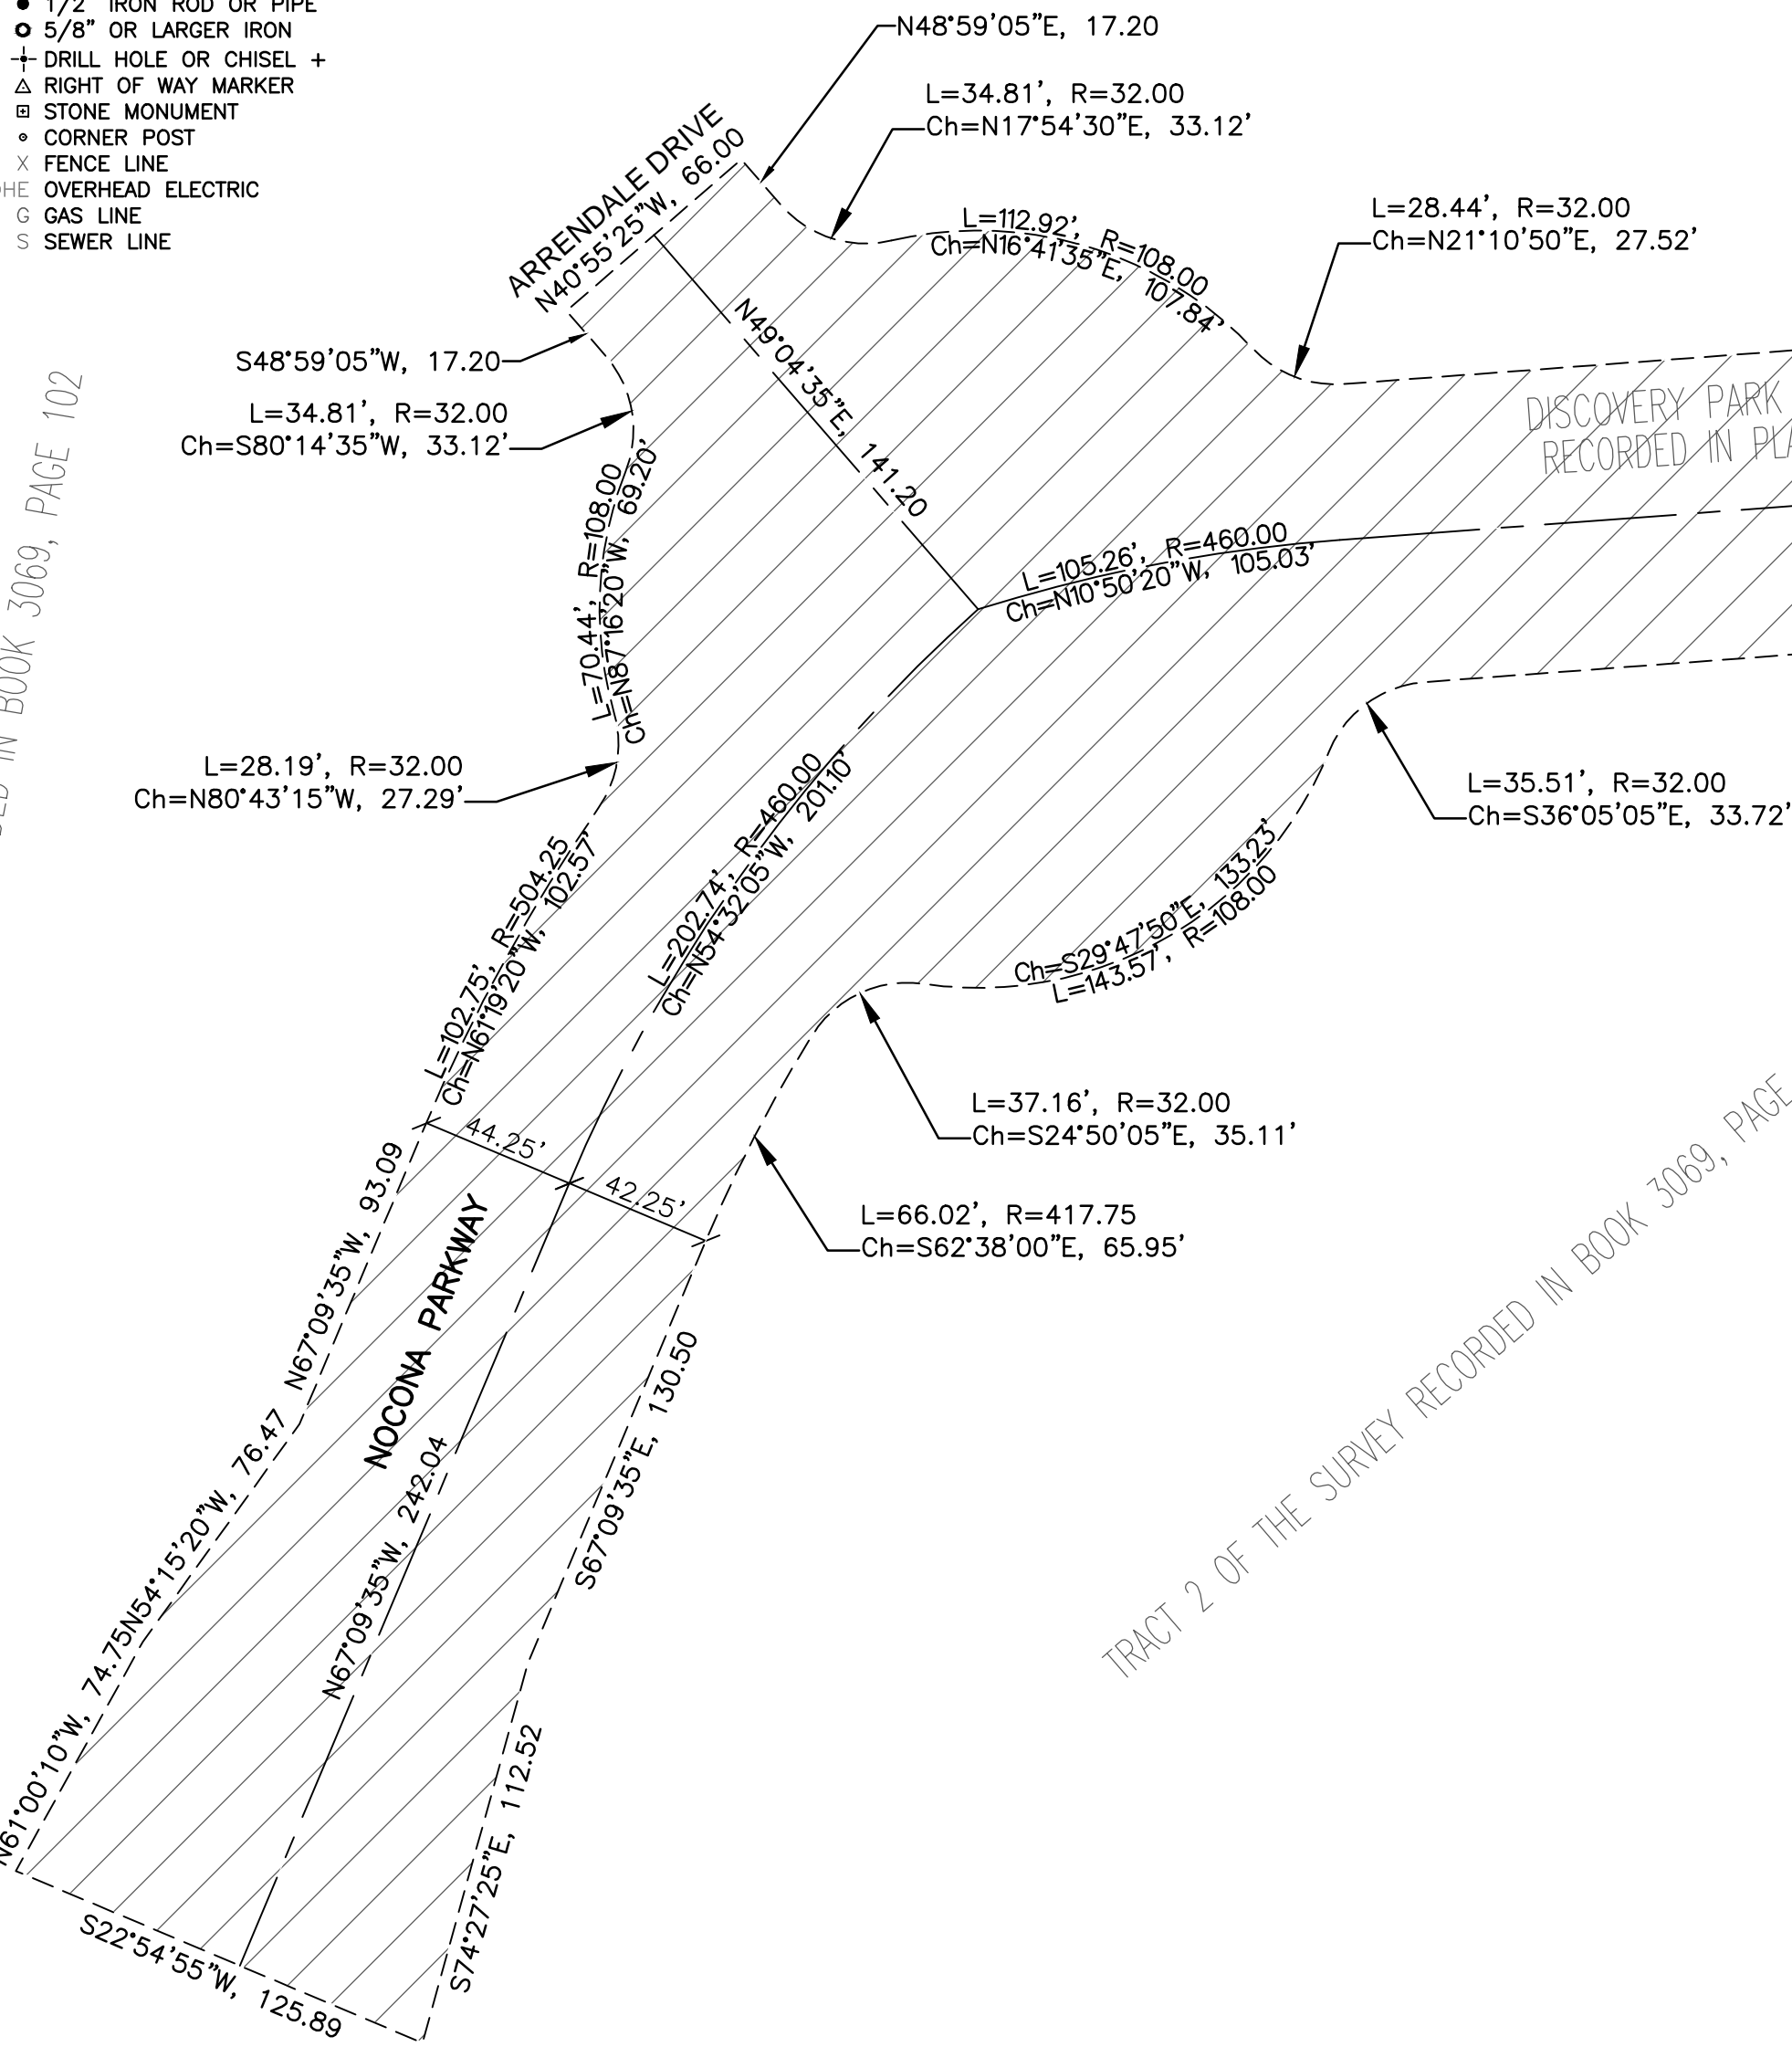 1/2" IRON ROD OR PIPE
5/8" OR LARGER IRON
DRILL HOLE OR CHISEL +
RIGHT OF WAY MARKER
STONE MONUMENT
CORNER POST
X FENCE LINE
OHE OVERHEAD ELECTRIC
G GAS LINE
S SEWER LINE
N48°59'05"E, 17.20
L=34.81', R=32.00
Ch=N17°54'30"E, 33.12'
ARRENDALE DRIVE
N40°55'25"W, 66.00
L=112.92', R=108.00
Ch=N16°41'35"E, 107.84'
L=28.44', R=32.00
Ch=N21°10'50"E, 27.52'
S48°59'05"W, 17.20
L=34.81', R=32.00
Ch=S80°14'35"W, 33.12'
N49°04'35"E, 141.20
DISCOVERY PARK
RECORDED IN PLA
IN BOOK 3069, PAGE 102
L=70.44', R=108.00
Ch=N87°16'20"W, 69.20'
L=105.26', R=460.00
Ch=N10°50'20"W, 105.03'
L=28.19', R=32.00
Ch=N80°43'15"W, 27.29'
L=35.51', R=32.00
Ch=S36°05'05"E, 33.72'
L=102.75', R=504.25
Ch=N61°19'20"W, 102.57'
L=202.74', R=460.00
Ch=N54°32'05"W, 201.10'
Ch=S29°47'50"E, 133.23'
L=143.57', R=108.00
L=37.16', R=32.00
Ch=S24°50'05"E, 35.11'
44.25'
42.25'
L=66.02', R=417.75
Ch=S62°38'00"E, 65.95'
N67°09'35"W, 93.09
NOCONA PARKWAY
N54°15'20"W, 76.47
N67°09'35"W, 242.04
S67°09'35"E, 130.50
TRACT 2 OF THE SURVEY RECORDED IN BOOK 3069, PAGE
N61°00'10"W, 74.75
S74°27'25"E, 112.52
S22°54'55"W, 125.89